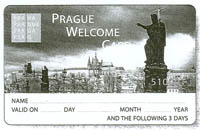 PRAGUE
WELCOME
CARD
510
NAME
VALID ON DAY MONTH YEAR
AND THE FOLLOWING 3 DAYS